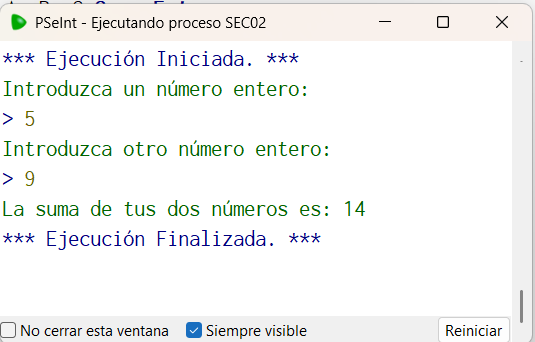 PSeInt - Ejecutando proceso SEC02
*** Ejecución Iniciada. ***
Introduzca un número entero:
> 5
Introduzca otro número entero:
> 9
La suma de tus dos números es: 14
*** Ejecución Finalizada. ***
No cerrar esta ventana
Siempre visible
Reiniciar